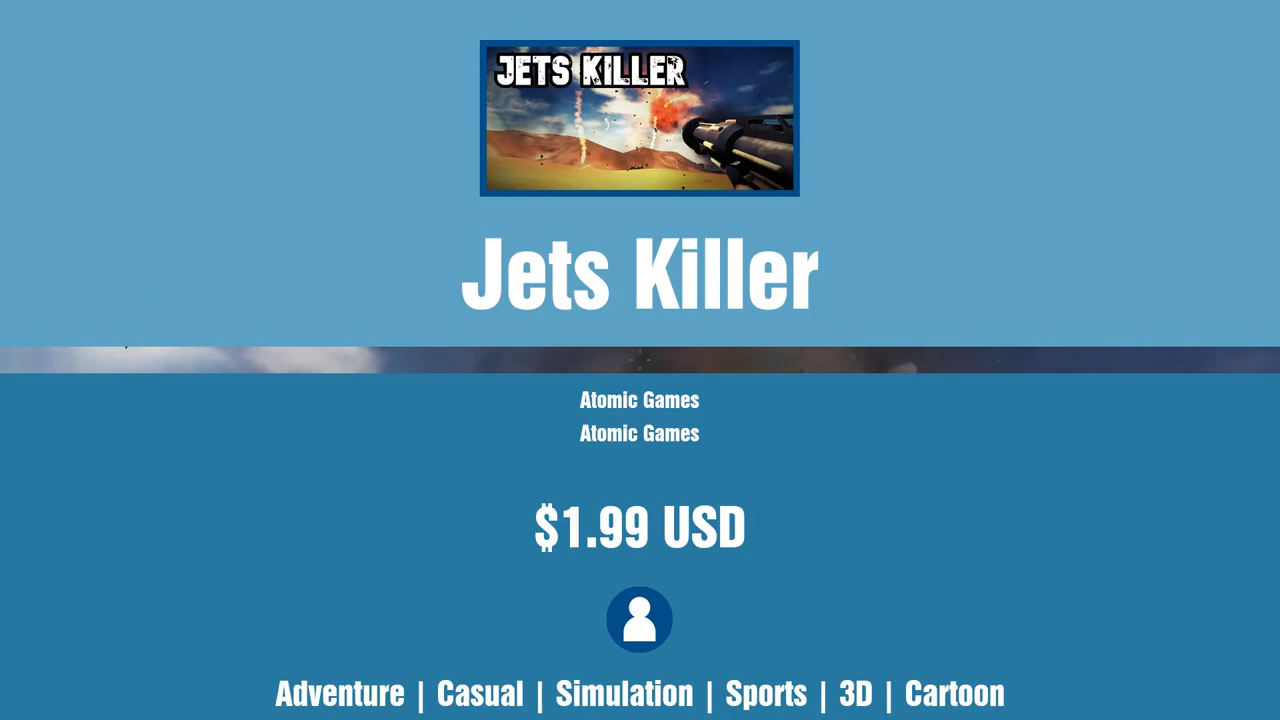 JETS KILLER
Jets Killer
Atomic Games
Atomic Games
$1.99 USD
Adventure | Casual | Simulation | Sports | 3D | Cartoon